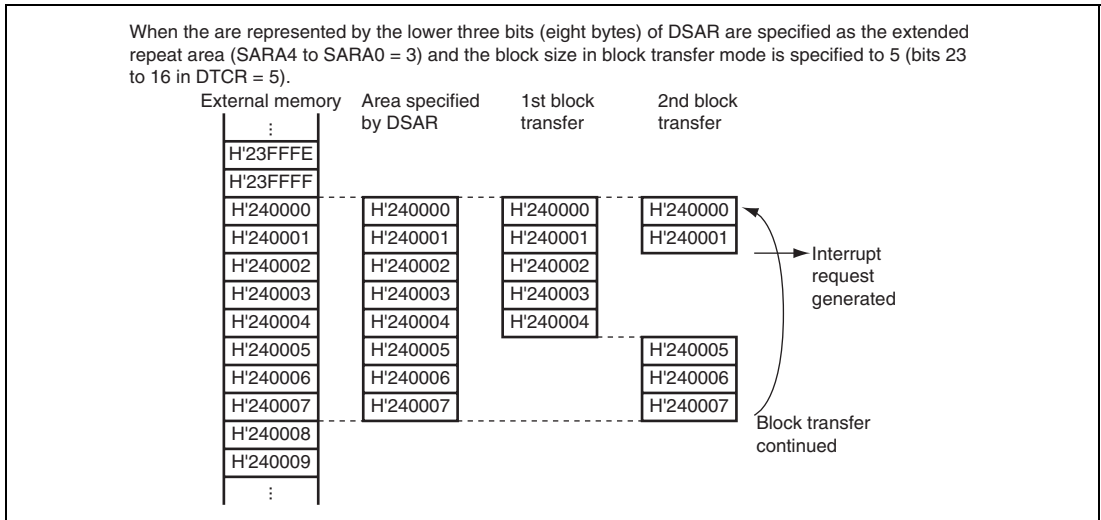 When the are represented by the lower three bits (eight bytes) of DSAR are specified as the extended
repeat area (SARA4 to SARA0 = 3) and the block size in block transfer mode is specified to 5 (bits 23
to 16 in DTCR = 5).
External memory Area specified 1st block 2nd block
by DSAR transfer transfer
⋮
H'23FFFE
H'23FFFF
H'240000 H'240000 H'240000 H'240000
H'240001 H'240001 H'240001 H'240001
H'240002 H'240002 H'240002 Interrupt
H'240003 H'240003 H'240003 request
H'240004 H'240004 H'240004 generated
H'240005 H'240005 H'240005
H'240006 H'240006 H'240006
H'240007 H'240007 H'240007
H'240008 Block transfer
H'240009 continued
⋮